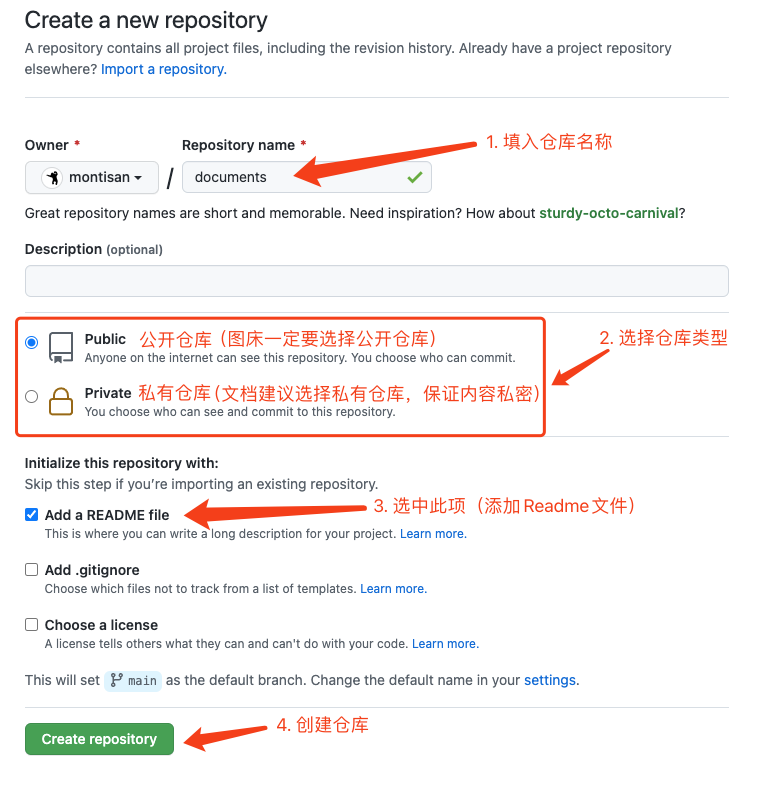 Create a new repository
A repository contains all project files, including the revision history. Already have a project repository
elsewhere? Import a repository.
Owner *
Repository name *
1. 填入仓库名称
montisan
/
documents
Great repository names are short and memorable. Need inspiration? How about sturdy-octo-carnival?
Description (optional)
2. 选择仓库类型
Public 公开仓库（图床一定要选择公开仓库）
Anyone on the internet can see this repository. You choose who can commit.
Private 私有仓库（文档建议选择私有仓库，保证内容私密）
You choose who can see and commit to this repository.
Initialize this repository with:
Skip this step if you’re importing an existing repository.
3. 选中此项（添加Readme文件）
Add a README file
This is where you can write a long description for your project. Learn more.
Add .gitignore
Choose which files not to track from a list of templates. Learn more.
Choose a license
A license tells others what they can and can't do with your code. Learn more.
This will set main as the default branch. Change the default name in your settings.
4. 创建仓库
Create repository